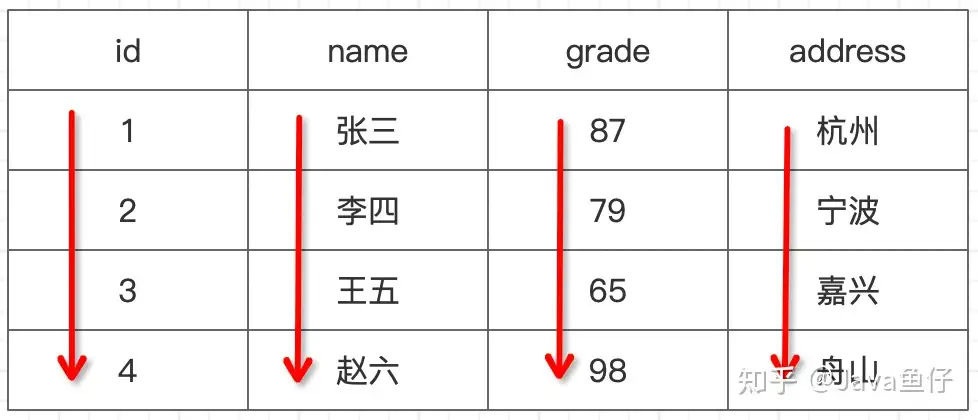 id name grade address
1 张三 87 杭州
2 李四 79 宁波
3 王五 65 嘉兴
4 赵六 98 舟山
知乎 @Java鱼仔